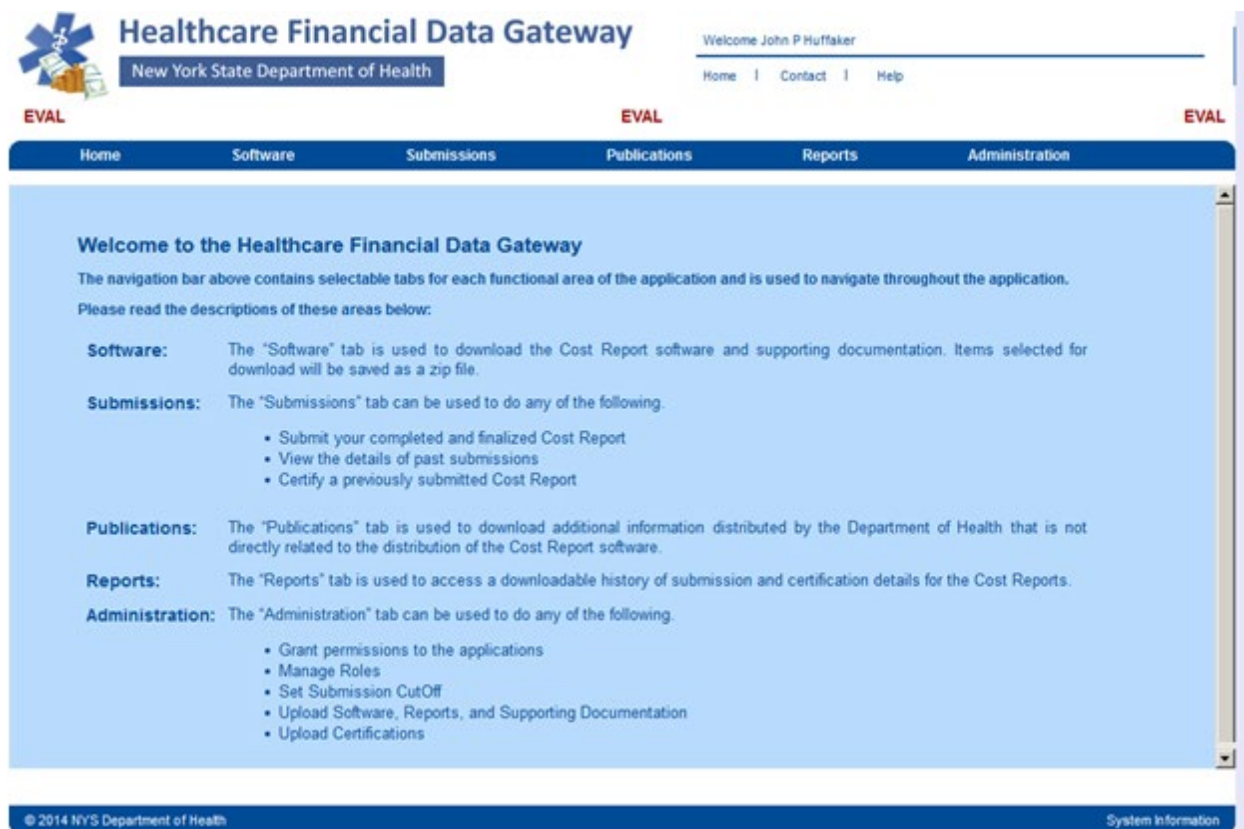 Healthcare Financial Data Gateway
New York State Department of Health
Welcome John P Huffaker
Home | Contact | Help
EVAL EVAL EVAL
Home Software Submissions Publications Reports Administration
Welcome to the Healthcare Financial Data Gateway
The navigation bar above contains selectable tabs for each functional area of the application and is used to navigate throughout the application.
Please read the descriptions of these areas below:
Software: The "Software" tab is used to download the Cost Report software and supporting documentation. Items selected for
download will be saved as a zip file.
Submissions: The "Submissions" tab can be used to do any of the following.
• Submit your completed and finalized Cost Report
• View the details of past submissions
• Certify a previously submitted Cost Report
Publications: The "Publications" tab is used to download additional information distributed by the Department of Health that is not
directly related to the distribution of the Cost Report software.
Reports: The "Reports" tab is used to access a downloadable history of submission and certification details for the Cost Reports.
Administration: The "Administration" tab can be used to do any of the following.
• Grant permissions to the applications
• Manage Roles
• Set Submission CutOff
• Upload Software, Reports, and Supporting Documentation
• Upload Certifications
© 2014 NYS Department of Health System Information